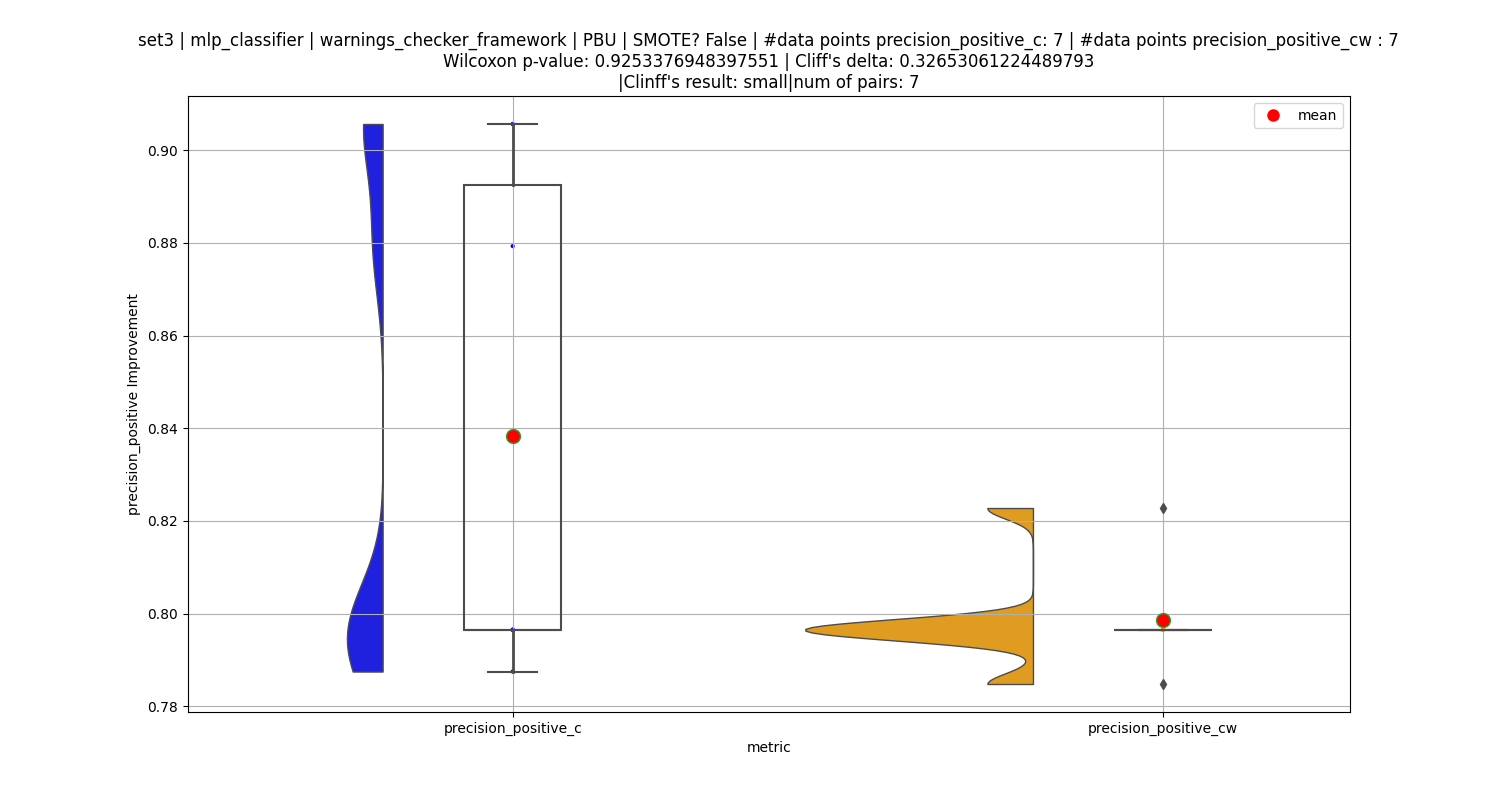 set3 | mlp_classifier | warnings_checker_framework | PBU | SMOTE? False | #data points precision_positive_c: 7 | #data points precision_positive_cw : 7
Wilcoxon p-value: 0.9253376948397551 | Cliff's delta: 0.32653061224489793
|Clinff's result: small|num of pairs: 7
mean
0.90
0.88
0.86
0.84
0.82
0.80
0.78
precision_positive Improvement
precision_positive_c
precision_positive_cw
metric